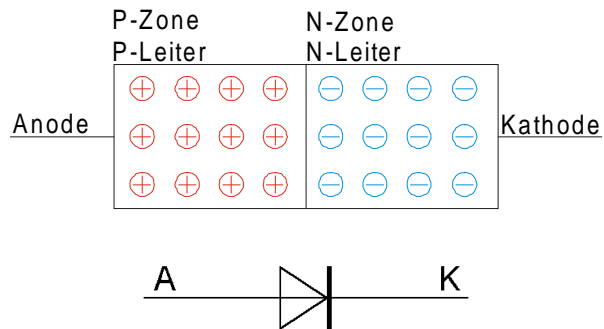 P-Zone
P-Leiter
N-Zone
N-Leiter
Anode
Kathode
A
K